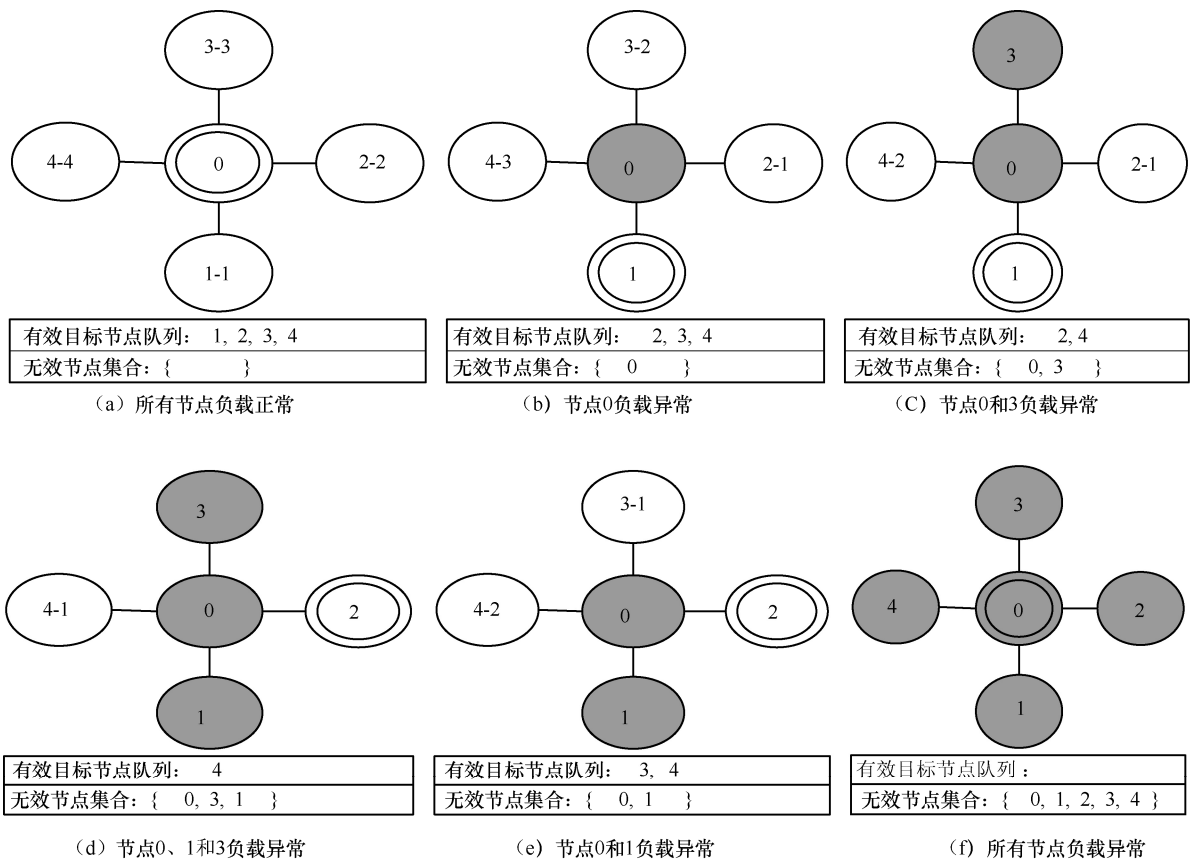 3-3
4-4
0
2-2
1-1
有效目标节点队列: 1, 2, 3, 4
无效节点集合:{ }
(a)所有节点负载正常
3-2
4-3
0
2-1
1
有效目标节点队列: 2, 3, 4
无效节点集合:{ 0 }
(b) 节点0负载异常
3
4-2
0
2-1
1
有效目标节点队列: 2, 4
无效节点集合:{ 0, 3 }
(C) 节点0和3负载异常
3
4-1
0
2
1
有效目标节点队列: 4
无效节点集合:{ 0, 3, 1 }
(d)节点0、1和3负载异常
3-1
4-2
0
2
1
有效目标节点队列: 3, 4
无效节点集合:{ 0, 1 }
(e) 节点0和1负载异常
3
4
0
2
1
有效目标节点队列 :
无效节点集合:{ 0, 1, 2, 3, 4 }
(f) 所有节点负载异常